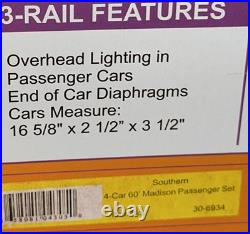 3-RAIL FEATURES
Overhead Lighting in
Passenger Cars
End of Car Diaphragms
Cars Measure:
16 5/8" x 2 1/2" x 3 1/2"
Southern
4-Car 60' Madison Passenger Set
30-6934